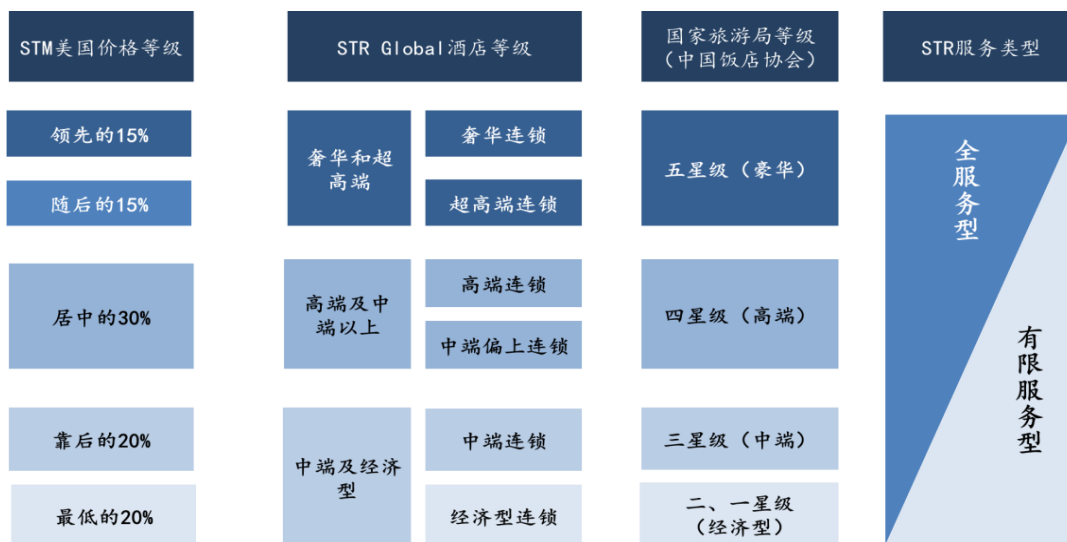 STM美国价格等级
STR Global酒店等级
国家旅游局等级
(中国饭店协会)
STR服务类型
领先的15%
随后的15%
居中的30%
靠后的20%
最低的20%
奢华和超
高端
奢华连锁
超高端连锁
高端及中
端以上
高端连锁
中端偏上连锁
中端及经济
型
中端连锁
经济型连锁
五星级（豪华）
四星级（高端）
三星级（中端）
二、一星级
（经济型）
全服务型
有限服务型